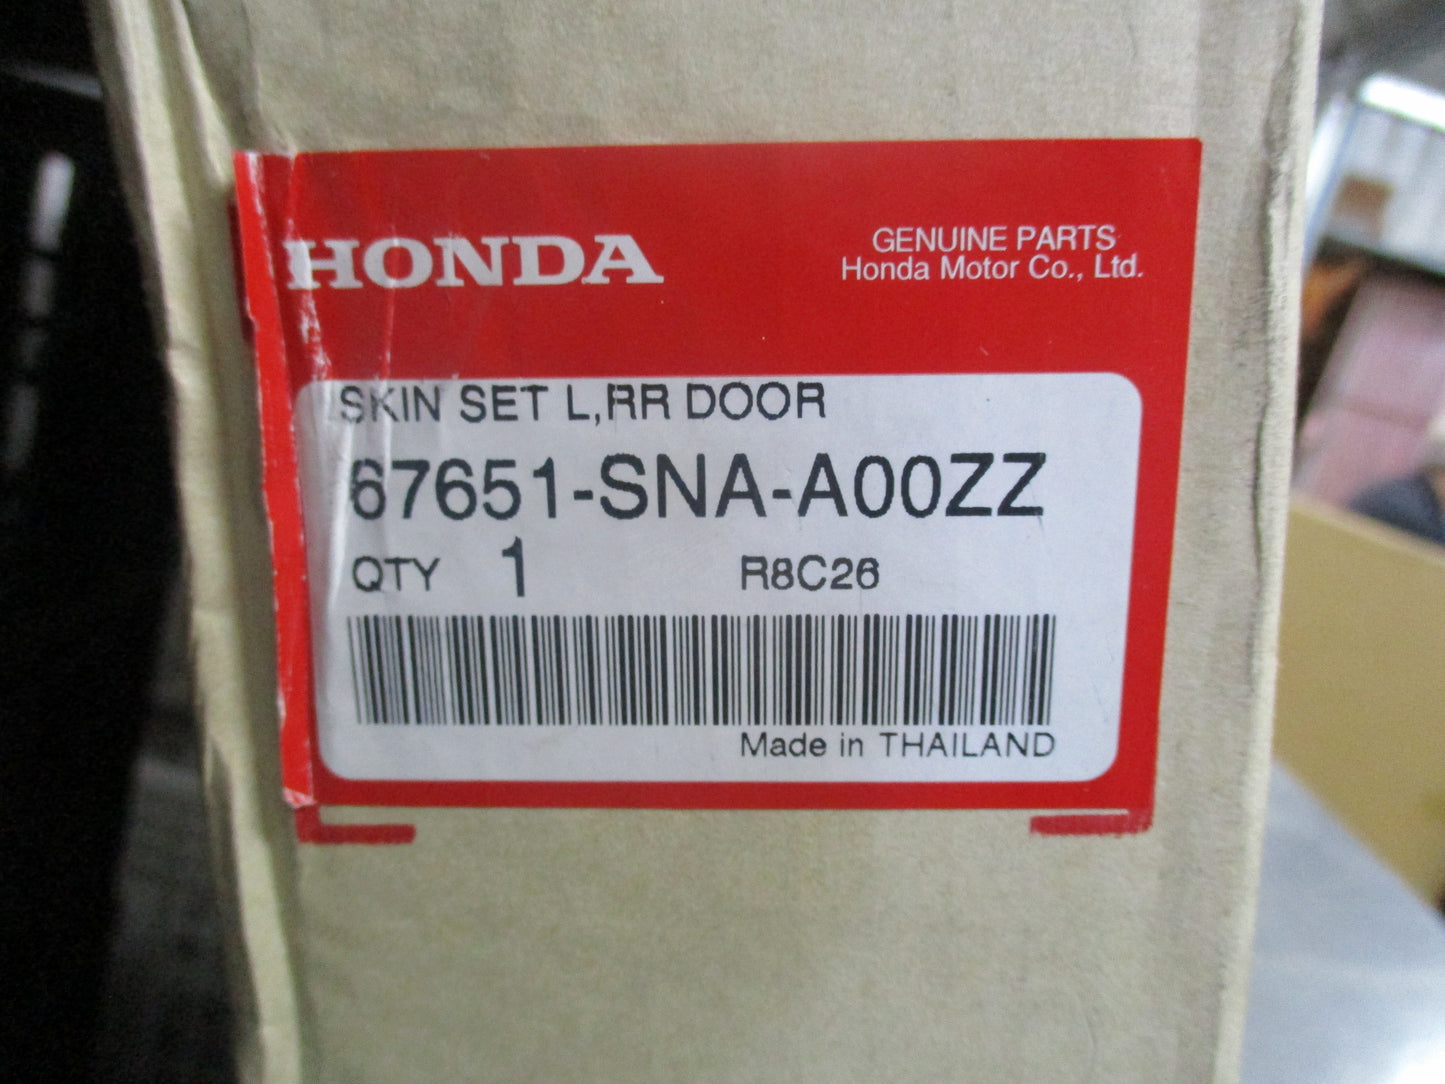 HONDA
GENUINE PARTS
Honda Motor Co., Ltd.
SKIN SET L,RR DOOR
67651-SNA-A00ZZ
QTY 1 R8C26
Made in THAILAND